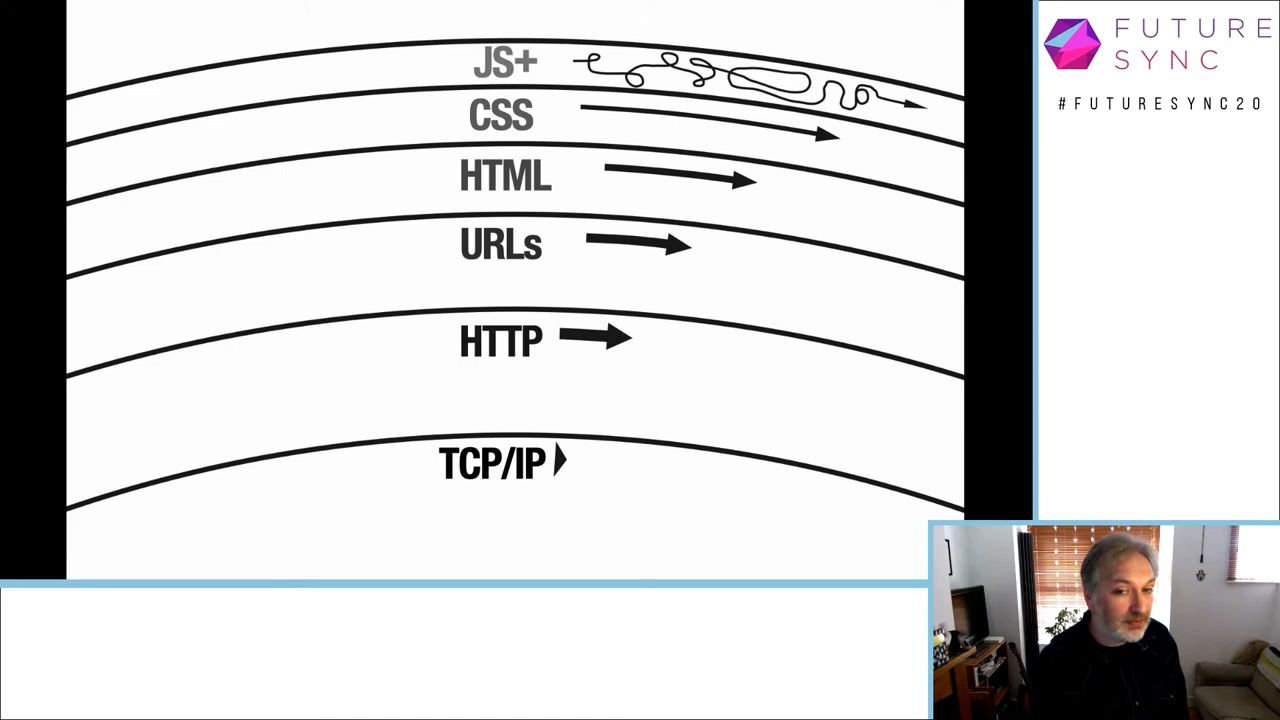 JS+
CSS
HTML
URLs
HTTP
TCP/IP
FUTURE
SYNC
#FUTURESYNC20